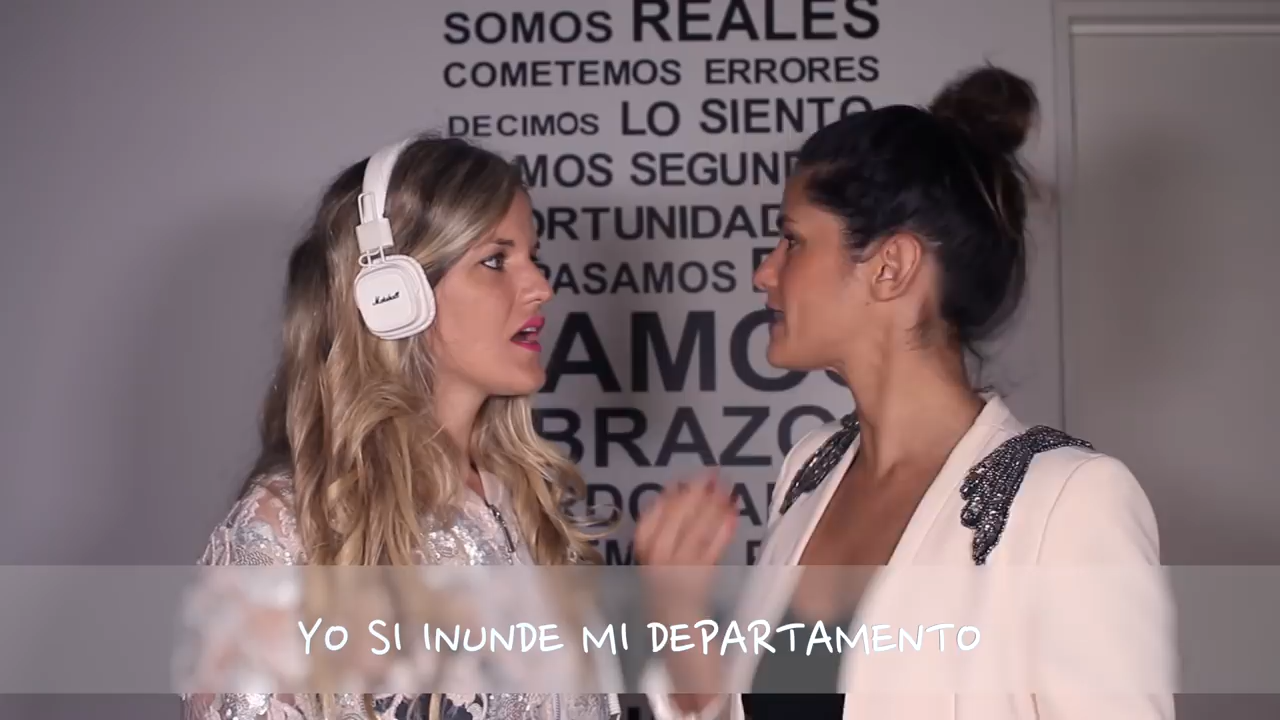 SOMOS REALES
COMETEMOS ERRORES
DECIMOS LO SIENTO
MOS SEGUND
ORTUNIDAD
PASAMOS
AMOS
BRAZO
Marshall
YO SI INUNDE MI DEPARTAMENTO